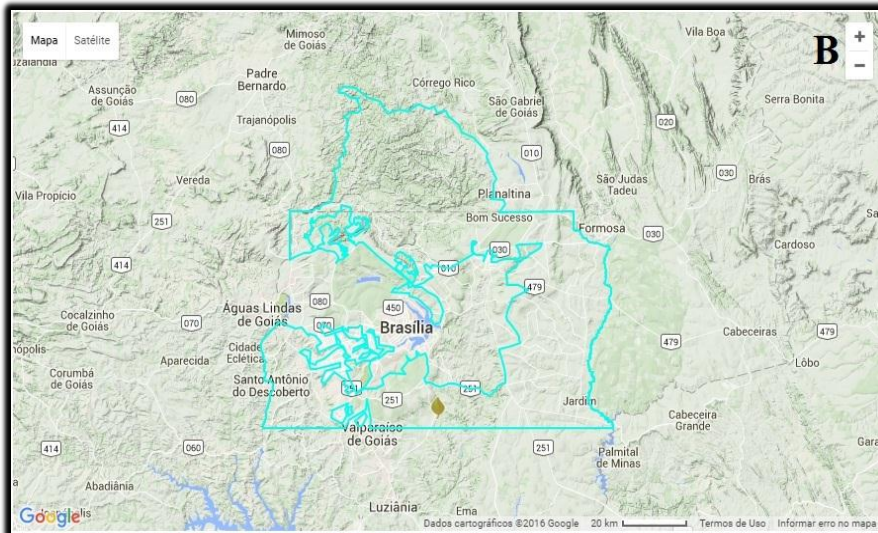 Mapa Satélite
B
+
−
Mimoso
de Goiás
Vila Boa
Assunção
de Goiás
080
Padre
Bernardo
Córrego Rico
São Gabriel
de Goiás
Serra Bonita
414
Trajanópolis
020
080
010
030
Vila Propício
Vereda
Planaltina
São Judas
Tadeu
Brás
251
Bom Sucesso
Formosa
030
030
Cardoso
414
010
479
Águas Lindas
de Goiás
080
450
Cocalzinho
de Goiás
070
070
Brasília
479
Cabeceiras
479
Aparecida
Cidade
Eclética
Lôbo
Corumbá
de Goiás
Santo Antônio
do Descoberto
251
251
251
Jardim
Cabeceira
Grande
414
060
Valparaíso
de Goiás
251
Palmital
de Minas
Abadiânia
Luziânia
Ema
Google
Dados cartográficos ©2016 Google 20 km Termos de Uso Informar erro no mapa